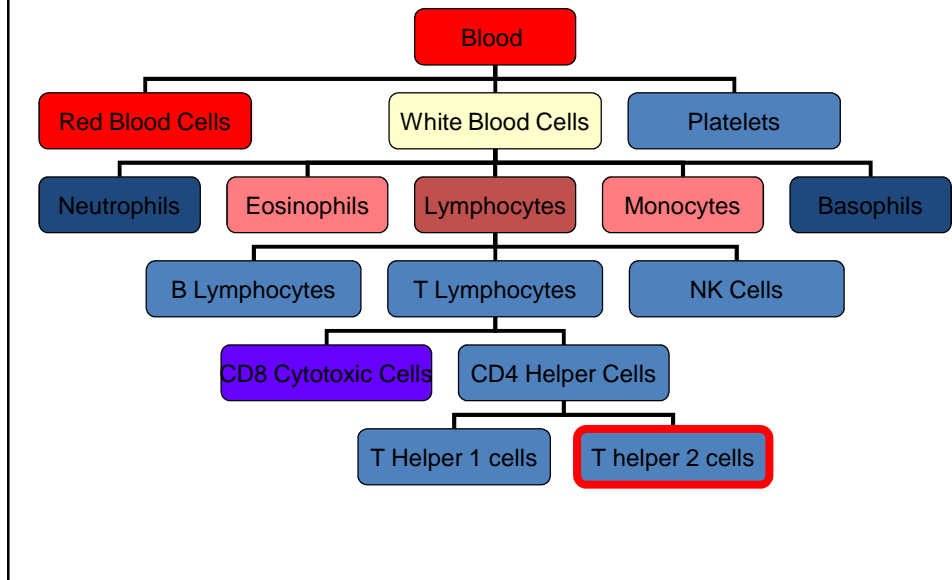 Blood
Red Blood Cells
White Blood Cells
Platelets
Neutrophils
Eosinophils
Lymphocytes
Monocytes
Basophils
B Lymphocytes
T Lymphocytes
NK Cells
CD8 Cytotoxic Cells
CD4 Helper Cells
T Helper 1 cells
T helper 2 cells